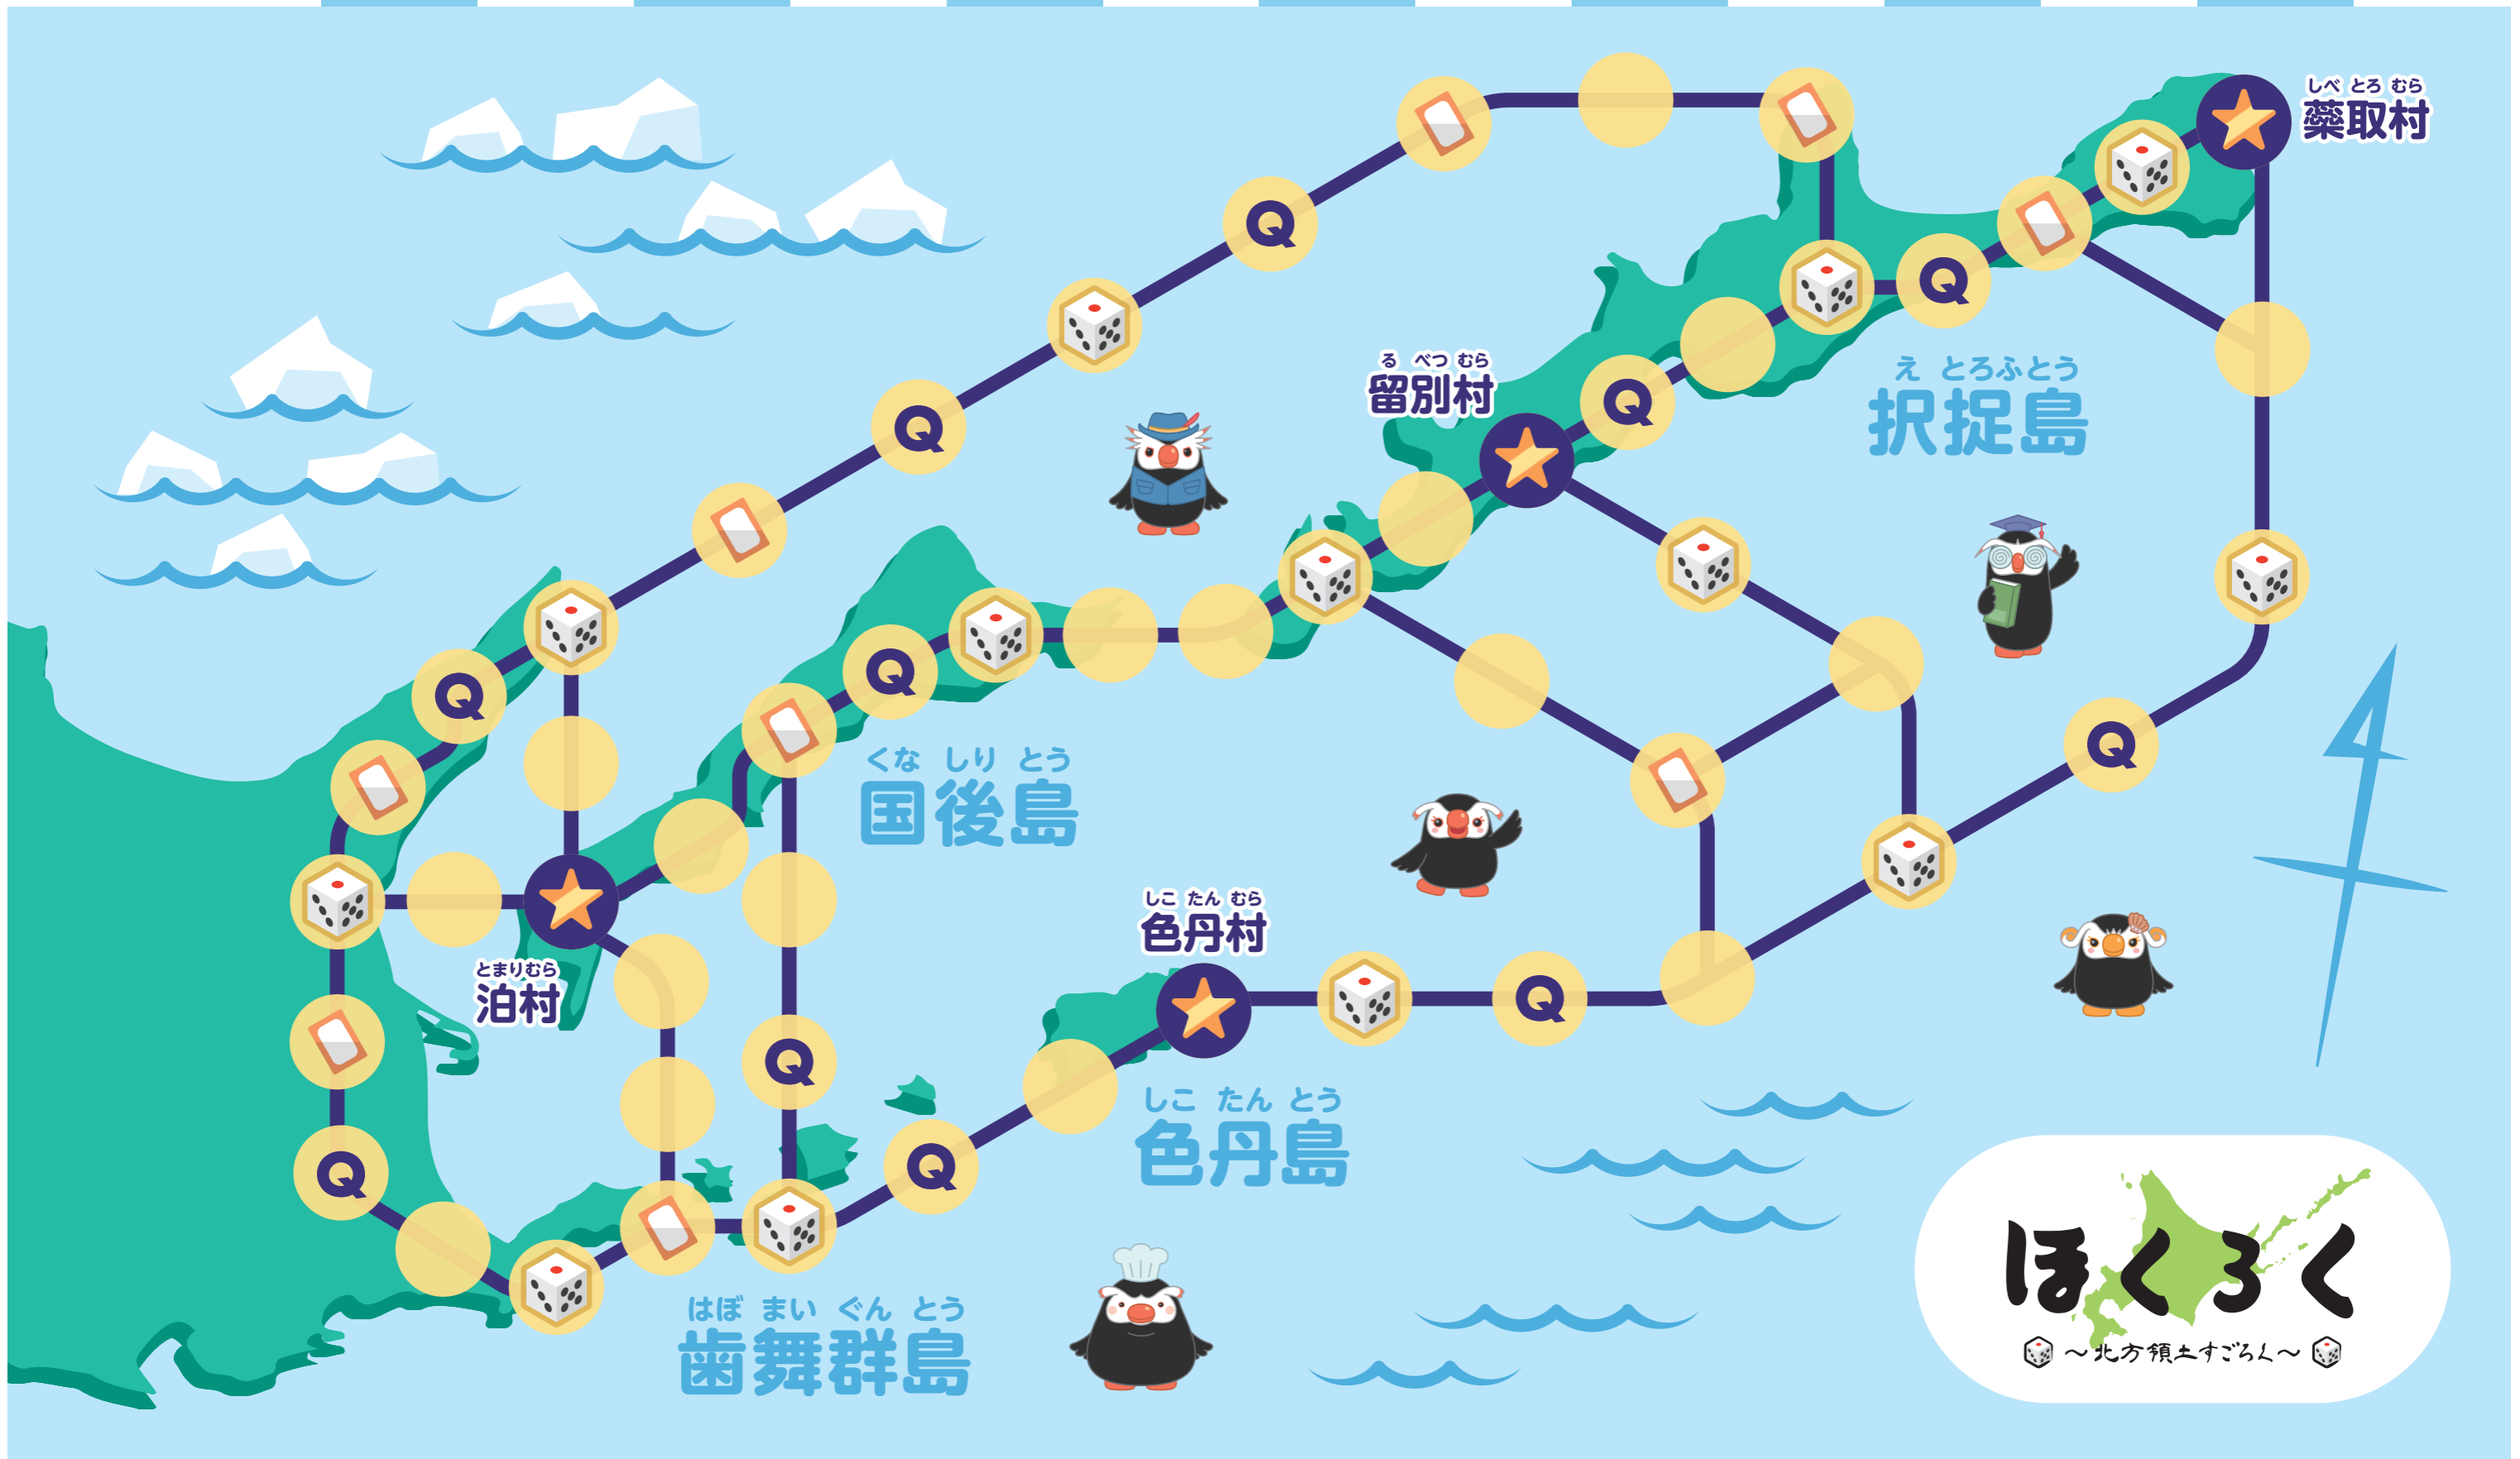 しべ とろ むら
蘂取村
る べつ むら
留別村
え とろふとう
択捉島
くな しり とう
国後島
しこ たん むら
色丹村
とまりむら
泊村
しこ たん とう
色丹島
はぼ まい ぐん とう
歯舞群島
Q
Q
Q
Q
Q
Q
Q
Q
Q
Q
Q
ほくろく
～北方領土すごろく～